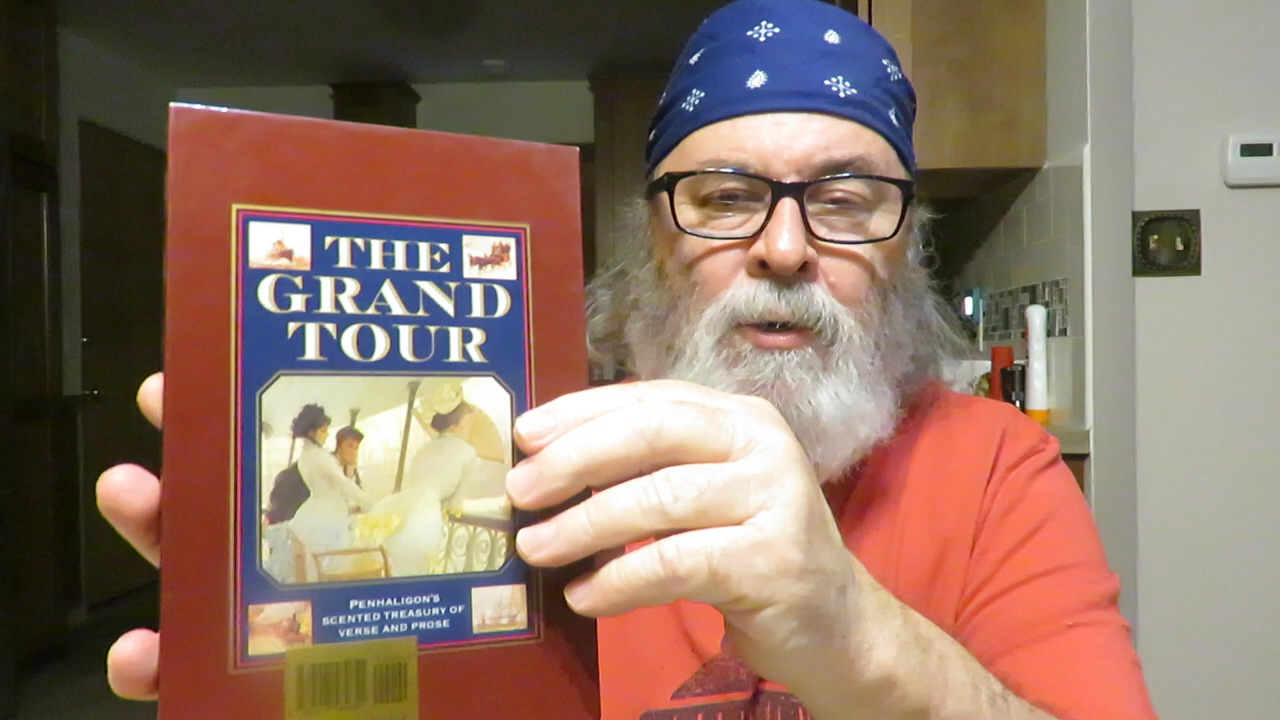 THE
GRAND
TOUR
PENHALIGON'S
SCENTED TREASURY OF
VERSE AND PROSE